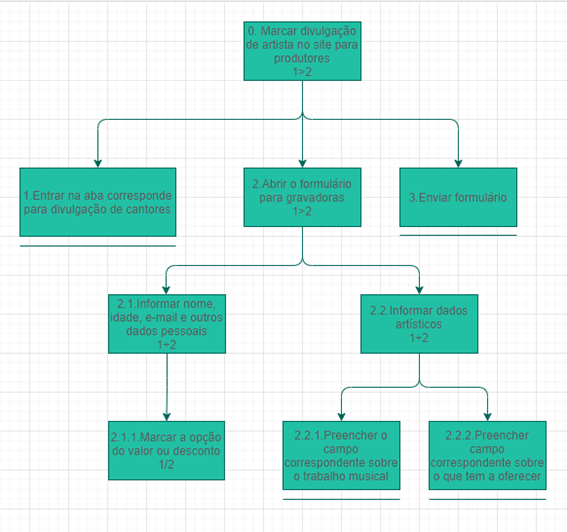 0. Marcar divulgação
de artista no site para
produtores
1>2
1.Entrar na aba corresponde
para divulgação de cantores
2.Abrir o formulário
para gravadoras
1>2
3.Enviar formulário
2.1.Informar nome,
idade, e-mail e outros
dados pessoais
1+2
2.2.Informar dados
artísticos
1+2
2.1.1.Marcar a opção
do valor ou desconto
1/2
2.2.1.Preencher o
campo
correspondente sobre
o trabalho musical
2.2.2.Preencher
campo
correspondente sobre
o que tem a oferecer